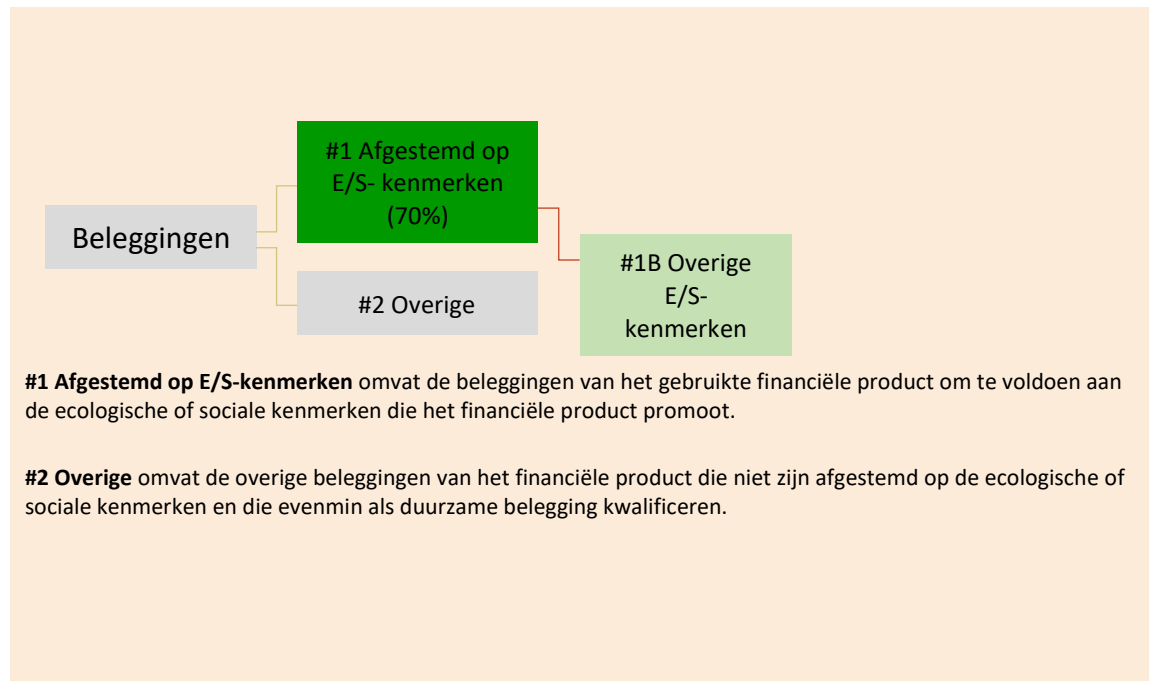 #1 Afgestemd op
E/S- kenmerken
(70%)
Beleggingen
#2 Overige
#1B Overige
E/S-
kenmerken
#1 Afgestemd op E/S-kenmerken omvat de beleggingen van het gebruikte financiële product om te voldoen aan
de ecologische of sociale kenmerken die het financiële product promoot.
#2 Overige omvat de overige beleggingen van het financiële product die niet zijn afgestemd op de ecologische of
sociale kenmerken en die evenmin als duurzame belegging kwalificeren.